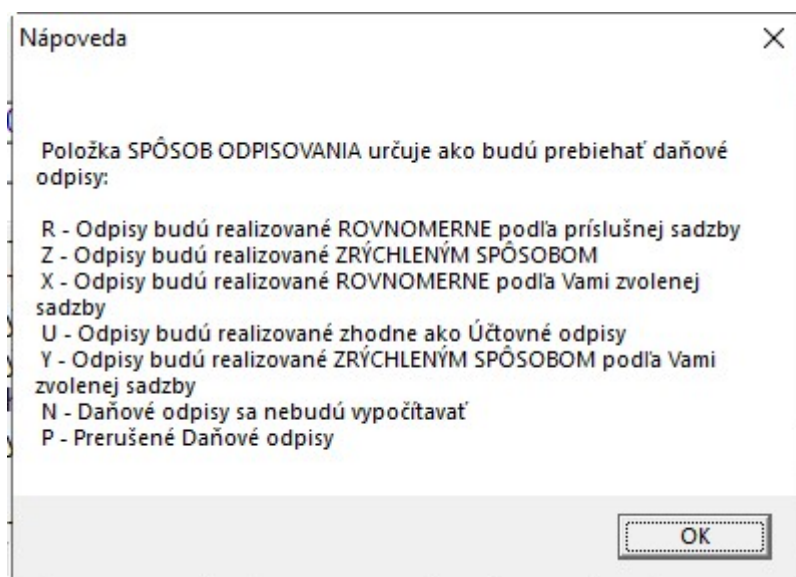 Nápoveda
Položka SPÔSOB ODPISOVANIA určuje ako budú prebiehať daňové
odpisy:
R - Odpisy budú realizované ROVNOMERNE podľa príslušnej sadzby
Z - Odpisy budú realizované ZRÝCHLENÝM SPÔSOBOM
X - Odpisy budú realizované ROVNOMERNE podľa Vami zvolenej
sadzby
U - Odpisy budú realizované zhodne ako Účtovné odpisy
Y - Odpisy budú realizované ZRÝCHLENÝM SPÔSOBOM podľa Vami
zvolenej sadzby
N - Daňové odpisy sa nebudú vypočítavať
P - Prerušené Daňové odpisy
OK